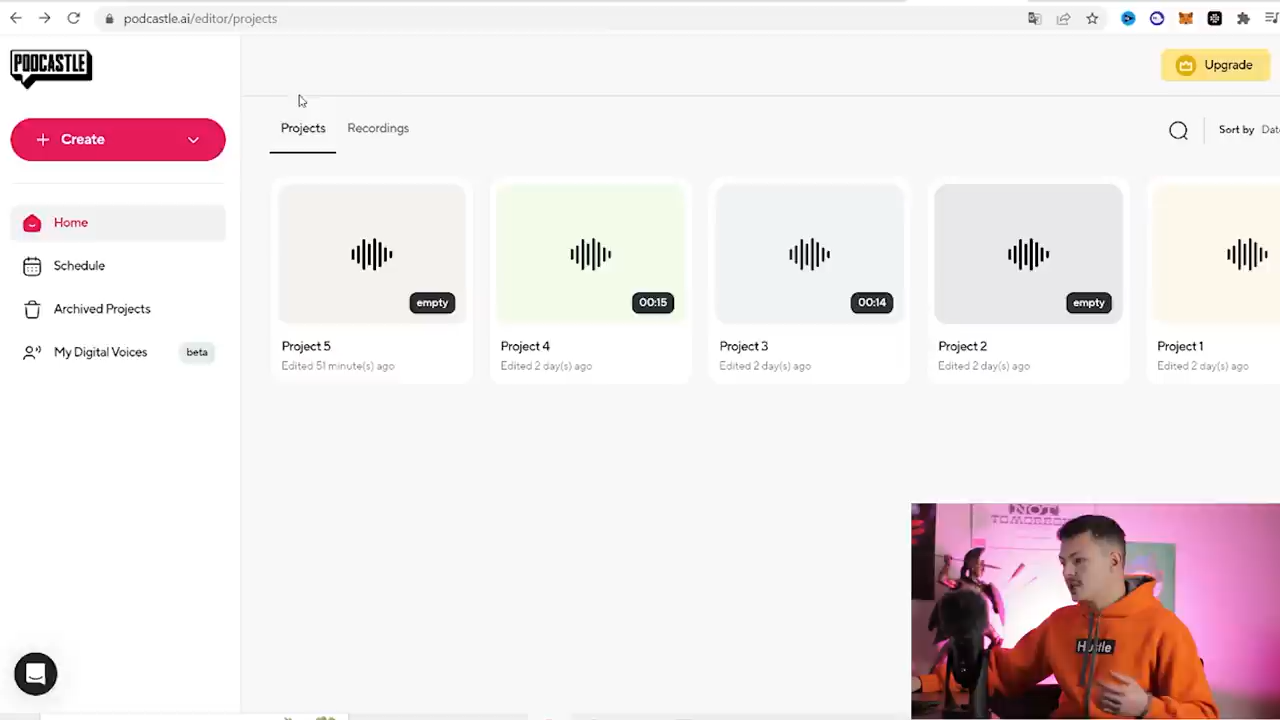 podcastle.ai/editor/projects
PODCASTLE
Upgrade
+ Create
Projects
Recordings
Sort by
Home
Schedule
Archived Projects
My Digital Voices
beta
empty
00:15
00:14
empty
Project 5
Project 4
Project 3
Project 2
Project 1
Edited 51 minute(s) ago
Edited 2 day(s) ago
Edited 2 day(s) ago
Edited 2 day(s) ago
Edited 2 day(s) ago
NOT
TOMORROW
Hustle